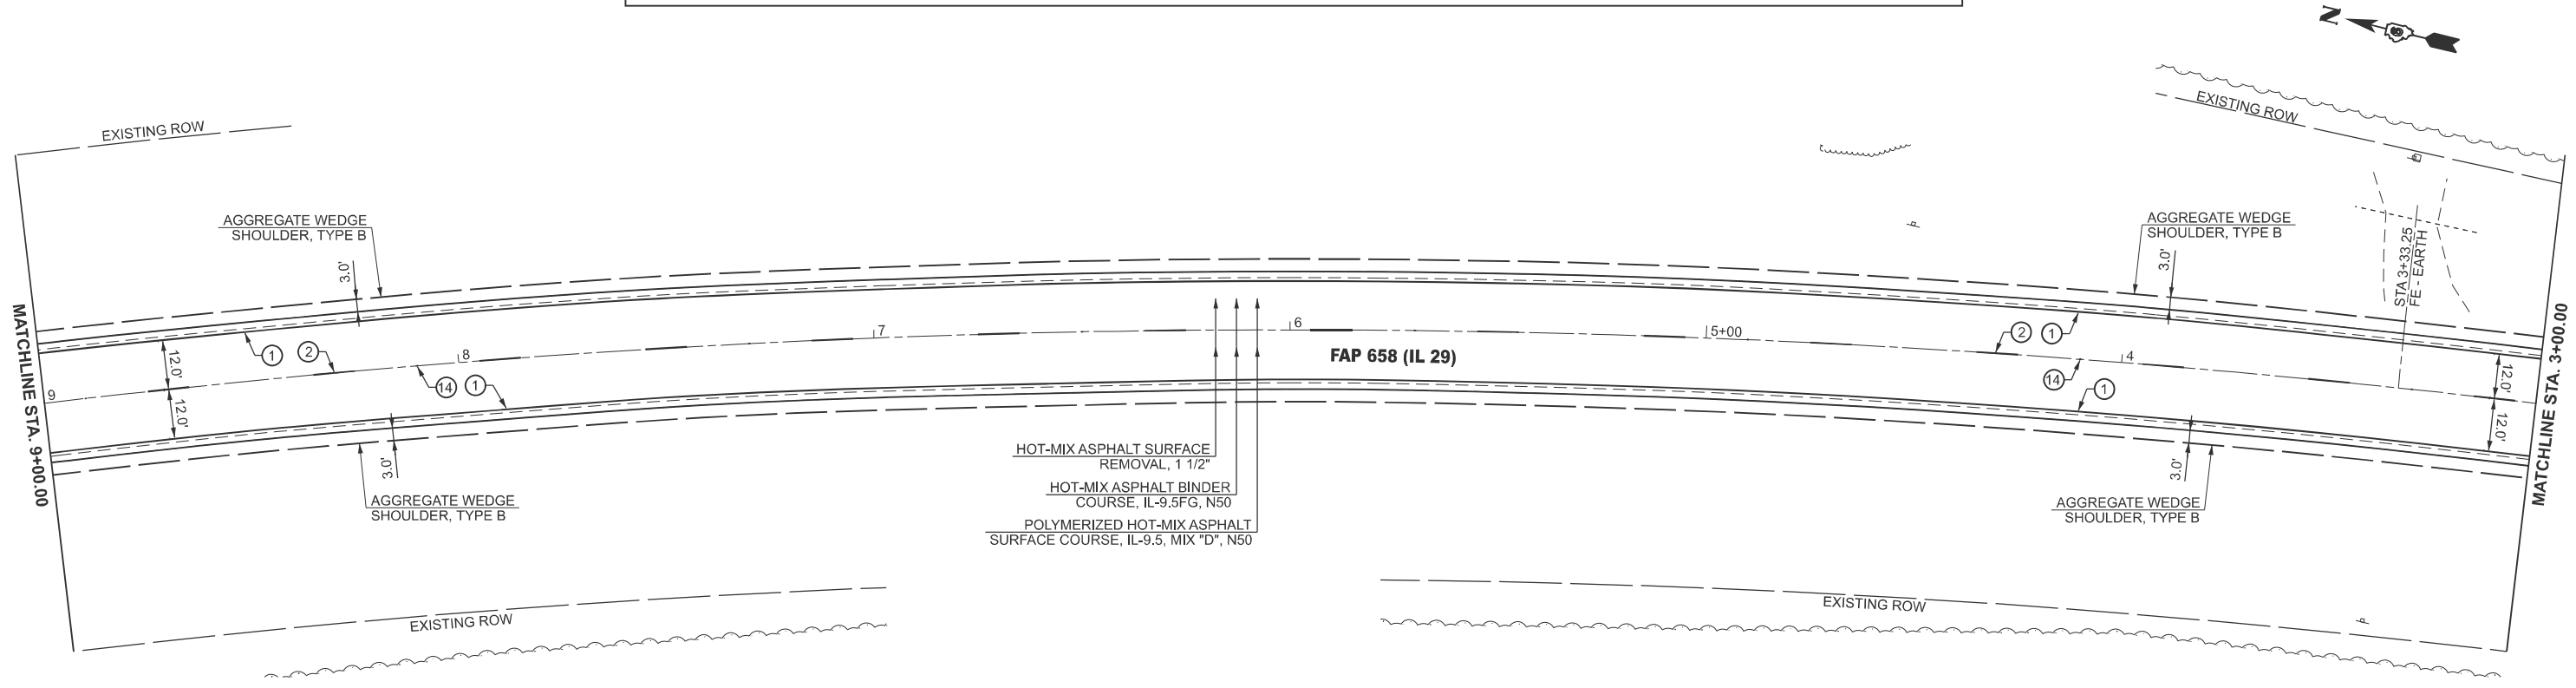 N
EXISTING ROW
EXISTING ROW
AGGREGATE WEDGE
SHOULDER, TYPE B
AGGREGATE WEDGE
SHOULDER, TYPE B
3.0'
3.0'
STA 3+33.25
FE - EARTH
MATCHLINE STA. 9+00.00
MATCHLINE STA. 3+00.00
9
8
7
6
5+00
4
1
2
14
1
2
1
14
1
12.0'
12.0'
12.0'
12.0'
FAP 658 (IL 29)
3.0'
3.0'
HOT-MIX ASPHALT SURFACE
REMOVAL, 1 1/2"
HOT-MIX ASPHALT BINDER
COURSE, IL-9.5FG, N50
POLYMERIZED HOT-MIX ASPHALT
SURFACE COURSE, IL-9.5, MIX "D", N50
AGGREGATE WEDGE
SHOULDER, TYPE B
AGGREGATE WEDGE
SHOULDER, TYPE B
EXISTING ROW
EXISTING ROW